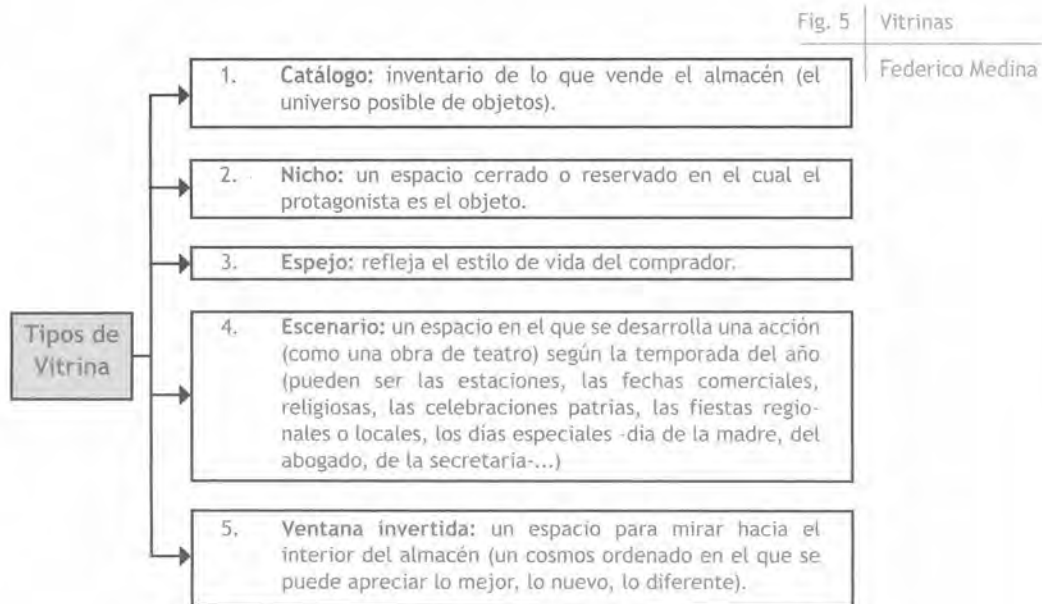 Fig. 5 Vitrinas
Federico Medina
1. Catálogo: inventario de lo que vende el almacén (el
universo posible de objetos).
2. Nicho: un espacio cerrado o reservado en el cual el
protagonista es el objeto.
3. Espejo: refleja el estilo de vida del comprador.
Tipos de
Vitrina
4. Escenario: un espacio en el que se desarrolla una acción
(como una obra de teatro) según la temporada del año
(pueden ser las estaciones, las fechas comerciales,
religiosas, las celebraciones patrias, las fiestas regio-
nales o locales, los días especiales -dia de la madre, del
abogado, de la secretaria-...)
5. Ventana invertida: un espacio para mirar hacia el
interior del almacén (un cosmos ordenado en el que se
puede apreciar lo mejor, lo nuevo, lo diferente).